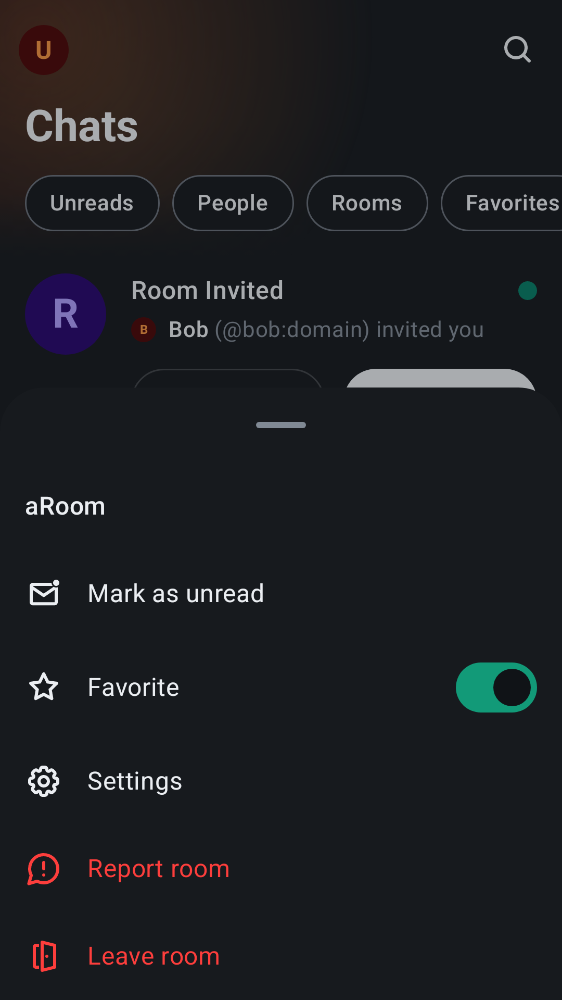 U
Chats
Unreads People Rooms Favorites
R
Room Invited
B Bob (@bob:domain) invited you
aRoom
Mark as unread
Favorite
Settings
Report room
Leave room